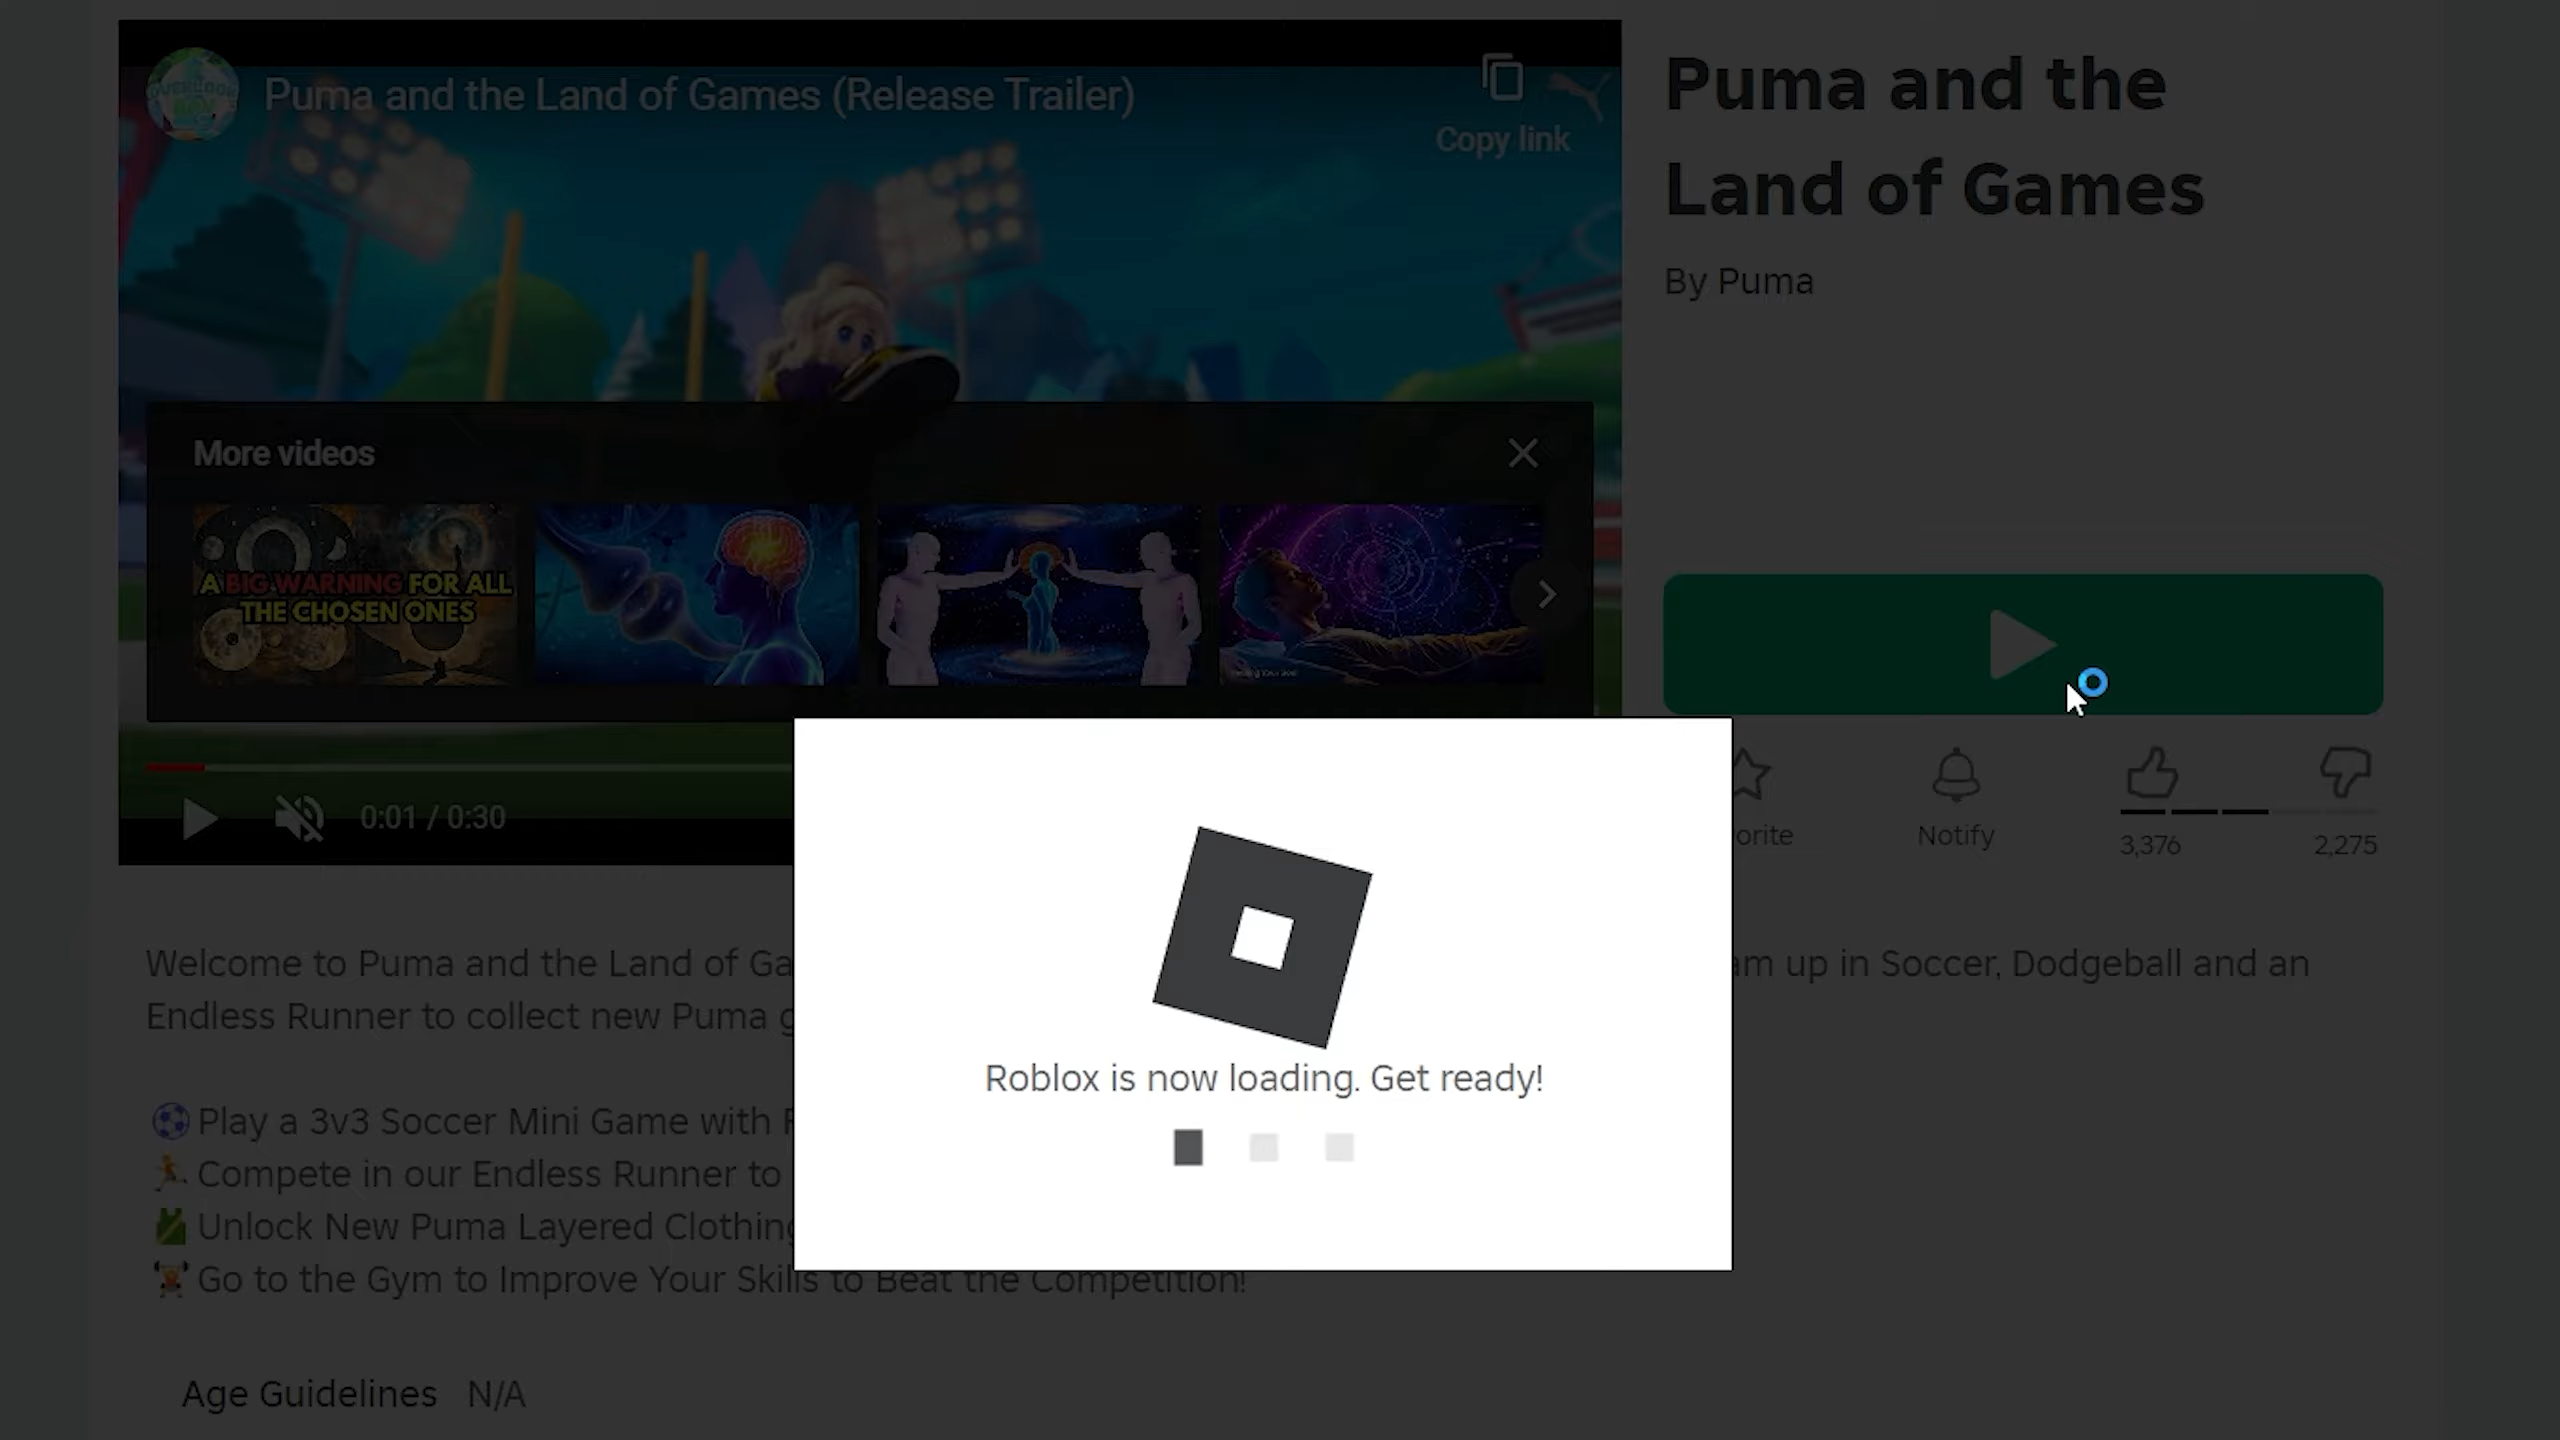 Puma and the Land of Games (Release Trailer)
Copy link
Puma and the
Land of Games
By Puma
More videos
A BIG WARNING FOR ALL
THE CHOSEN ONES
0:01 / 0:30
orite
Notify
3,376
2,275
Welcome to Puma and the Land of Ga
am up in Soccer, Dodgeball and an
Endless Runner to collect new Puma g
Roblox is now loading. Get ready!
Play a 3v3 Soccer Mini Game with
Compete in our Endless Runner to
Unlock New Puma Layered Clothing
Go to the Gym to Improve Your Skills to Beat the Competition!
Age Guidelines N/A